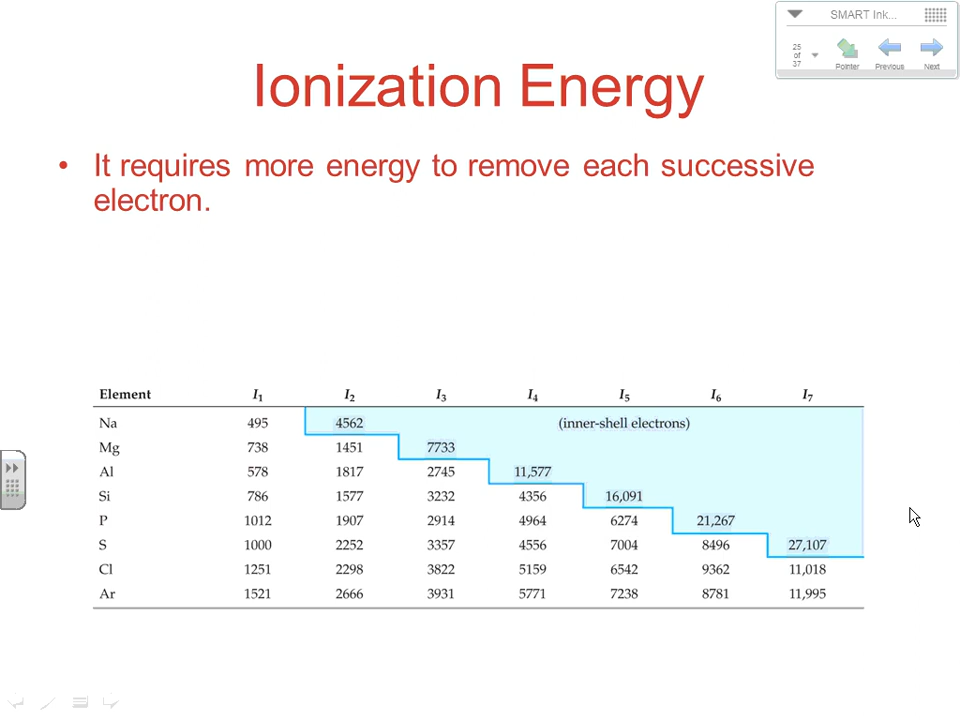 SMART Ink...
25
of
37
Pointer Previous Next
Ionization Energy
• It requires more energy to remove each successive
electron.
Element I1 I2 I3 I4 I5 I6 I7
Na 495 4562 (inner-shell electrons)
Mg 738 1451 7733
Al 578 1817 2745 11,577
Si 786 1577 3232 4356 16,091
P 1012 1907 2914 4964 6274 21,267
S 1000 2252 3357 4556 7004 8496 27,107
Cl 1251 2298 3822 5159 6542 9362 11,018
Ar 1521 2666 3931 5771 7238 8781 11,995